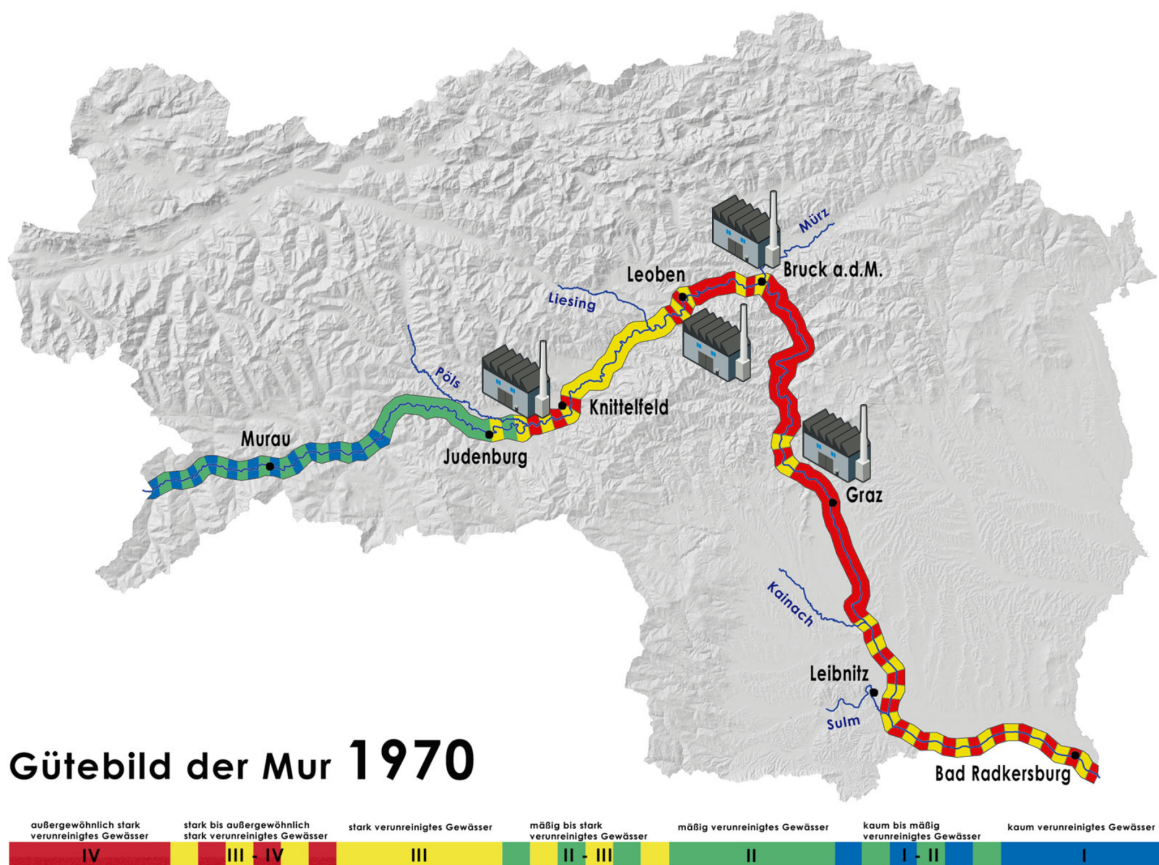 Mürz
Leoben
Bruck a.d.M.
Liesing
Pöls
Knittelfeld
Murau
Judenburg
Graz
Kainach
Leibnitz
Sulm
Gütebild der Mur 1970
Bad Radkersburg
außergewöhnlich stark
verunreinigtes Gewässer
IV
stark bis außergewöhnlich
stark verunreinigtes Gewässer
III - IV
stark verunreinigtes Gewässer
III
mäßig bis stark
verunreinigtes Gewässer
II - III
mäßig verunreinigtes Gewässer
II
kaum bis mäßig
verunreinigtes Gewässer
I - II
kaum verunreinigtes Gewässer
I